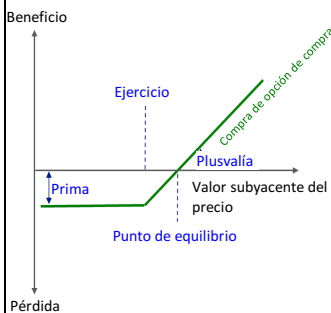 Beneficio
Compra de opción de compra
Ejercicio
Plusvalía
Prima
Valor subyacente del
precio
Punto de equilibrio
Pérdida